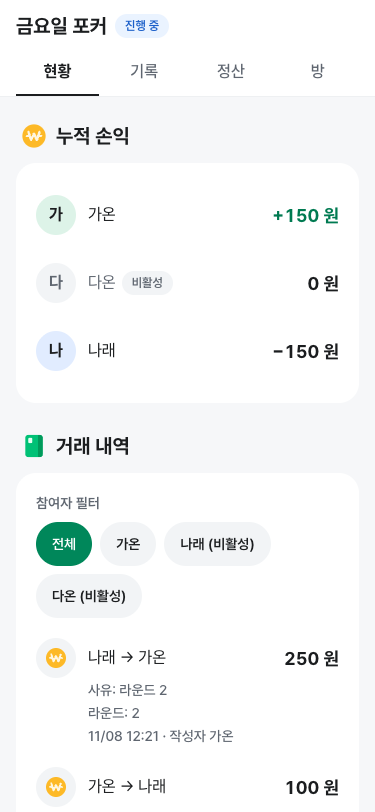 금요일 포커 진행 중
현황 기록 정산 방
누적 손익
가 가온 +150 원
다 다온 비활성 0 원
나 나래 −150 원
거래 내역
참여자 필터
전체 가온 나래 (비활성)
다온 (비활성)
나래 → 가온 250 원
사유: 라운드 2
라운드: 2
11/08 12:21 · 작성자 가온
가온 → 나래 100 원